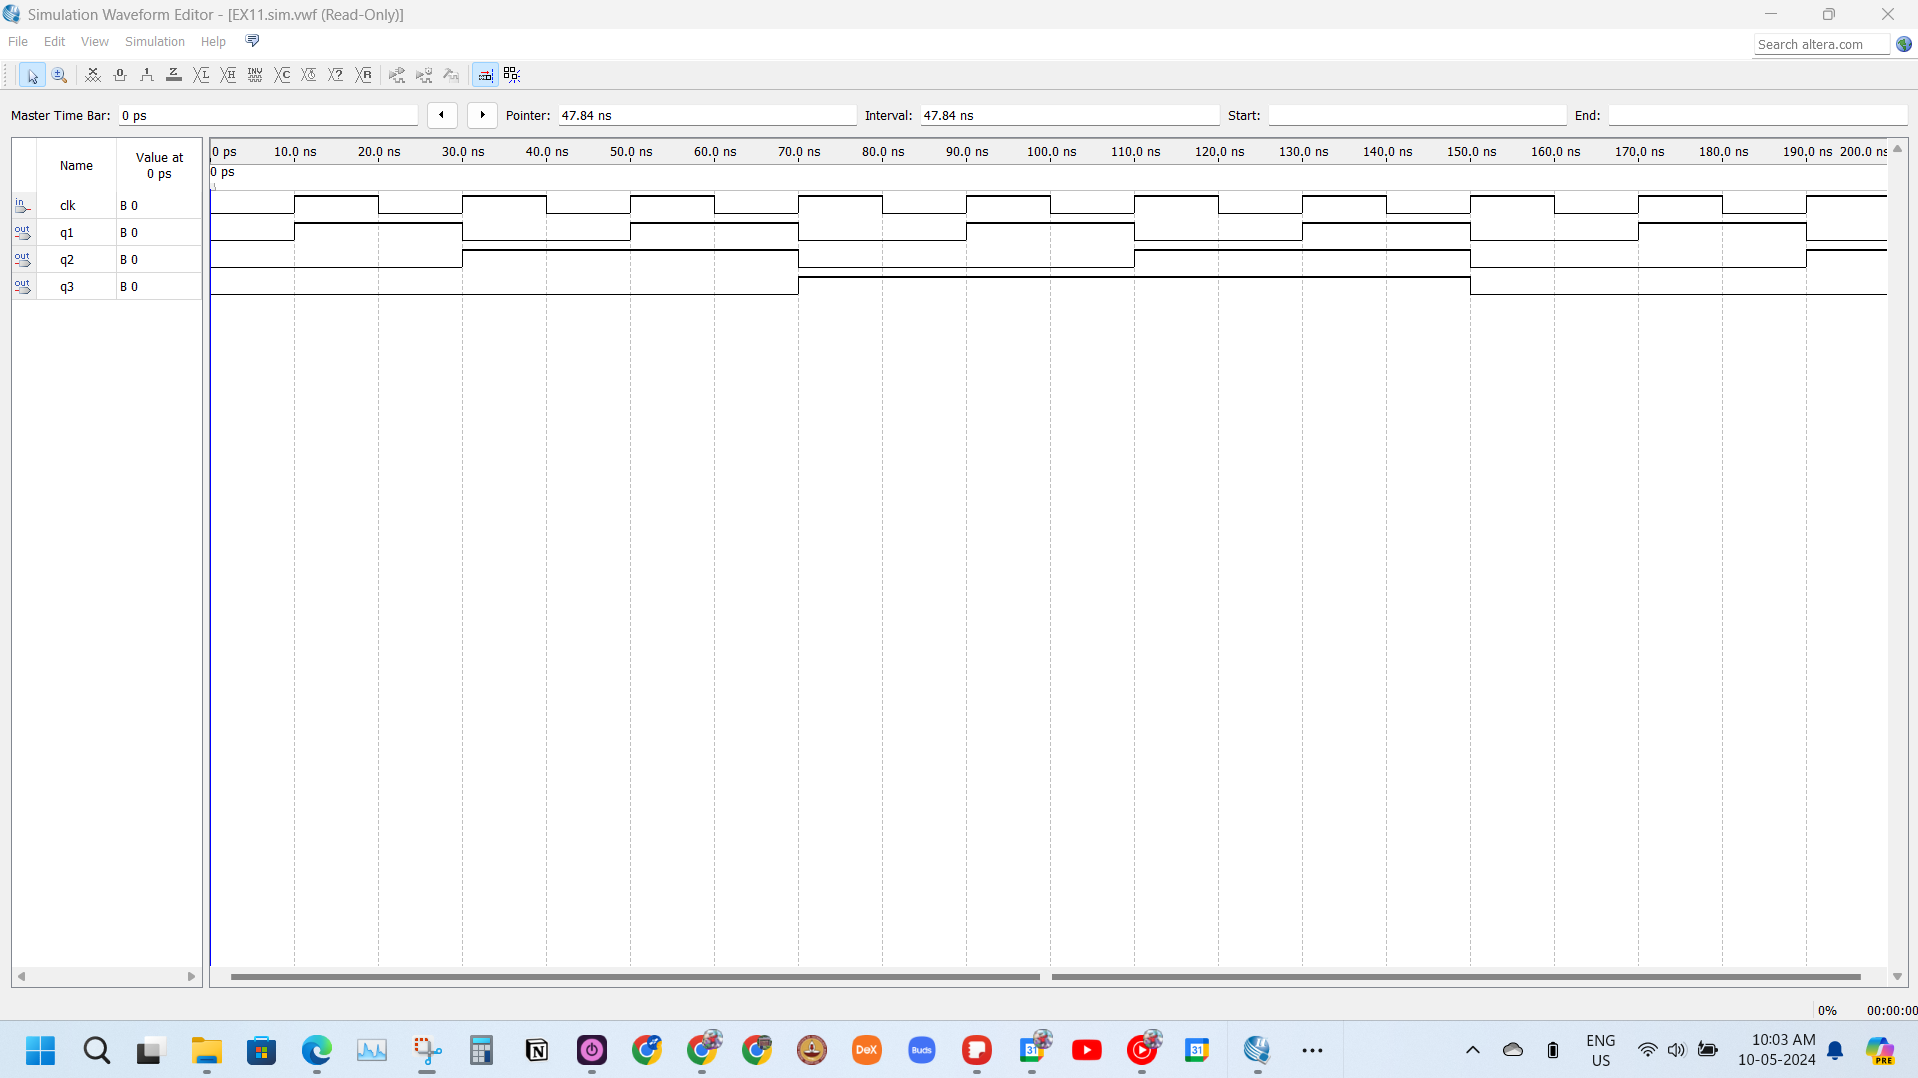 Simulation Waveform Editor - [EX11.sim.vwf (Read-Only)]
File Edit View Simulation Help
Search altera.com
Master Time Bar: 0 ps Pointer: 47.84 ns Interval: 47.84 ns Start: End:
Name Value at 0 ps
0 ps 10.0 ns 20.0 ns 30.0 ns 40.0 ns 50.0 ns 60.0 ns 70.0 ns 80.0 ns 90.0 ns 100.0 ns 110.0 ns 120.0 ns 130.0 ns 140.0 ns 150.0 ns 160.0 ns 170.0 ns 180.0 ns 190.0 ns 200.0 ns
0 ps
in clk B 0
out q1 B 0
out q2 B 0
out q3 B 0
0% 00:00:00
DeX Buds 31 31
ENG
US
10:03 AM
10-05-2024
PRE